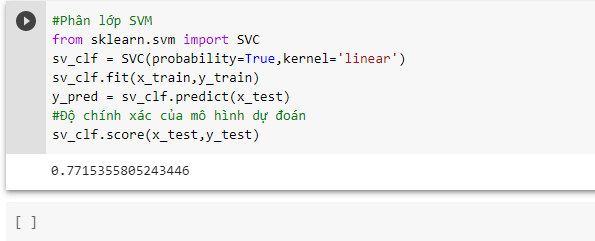 #Phân lớp SVM
from sklearn.svm import SVC
sv_clf = SVC(probability=True,kernel='linear')
sv_clf.fit(x_train,y_train)
y_pred = sv_clf.predict(x_test)
#Độ chính xác của mô hình dự đoán
sv_clf.score(x_test,y_test)
0.7715355805243446
[ ]